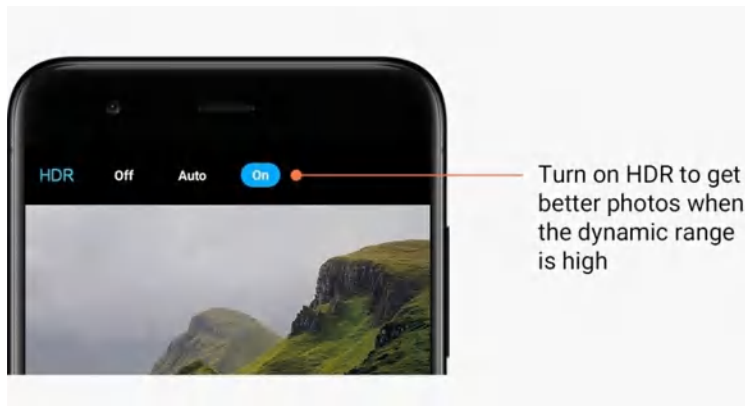 HDR Off Auto On
Turn on HDR to get
better photos when
the dynamic range
is high